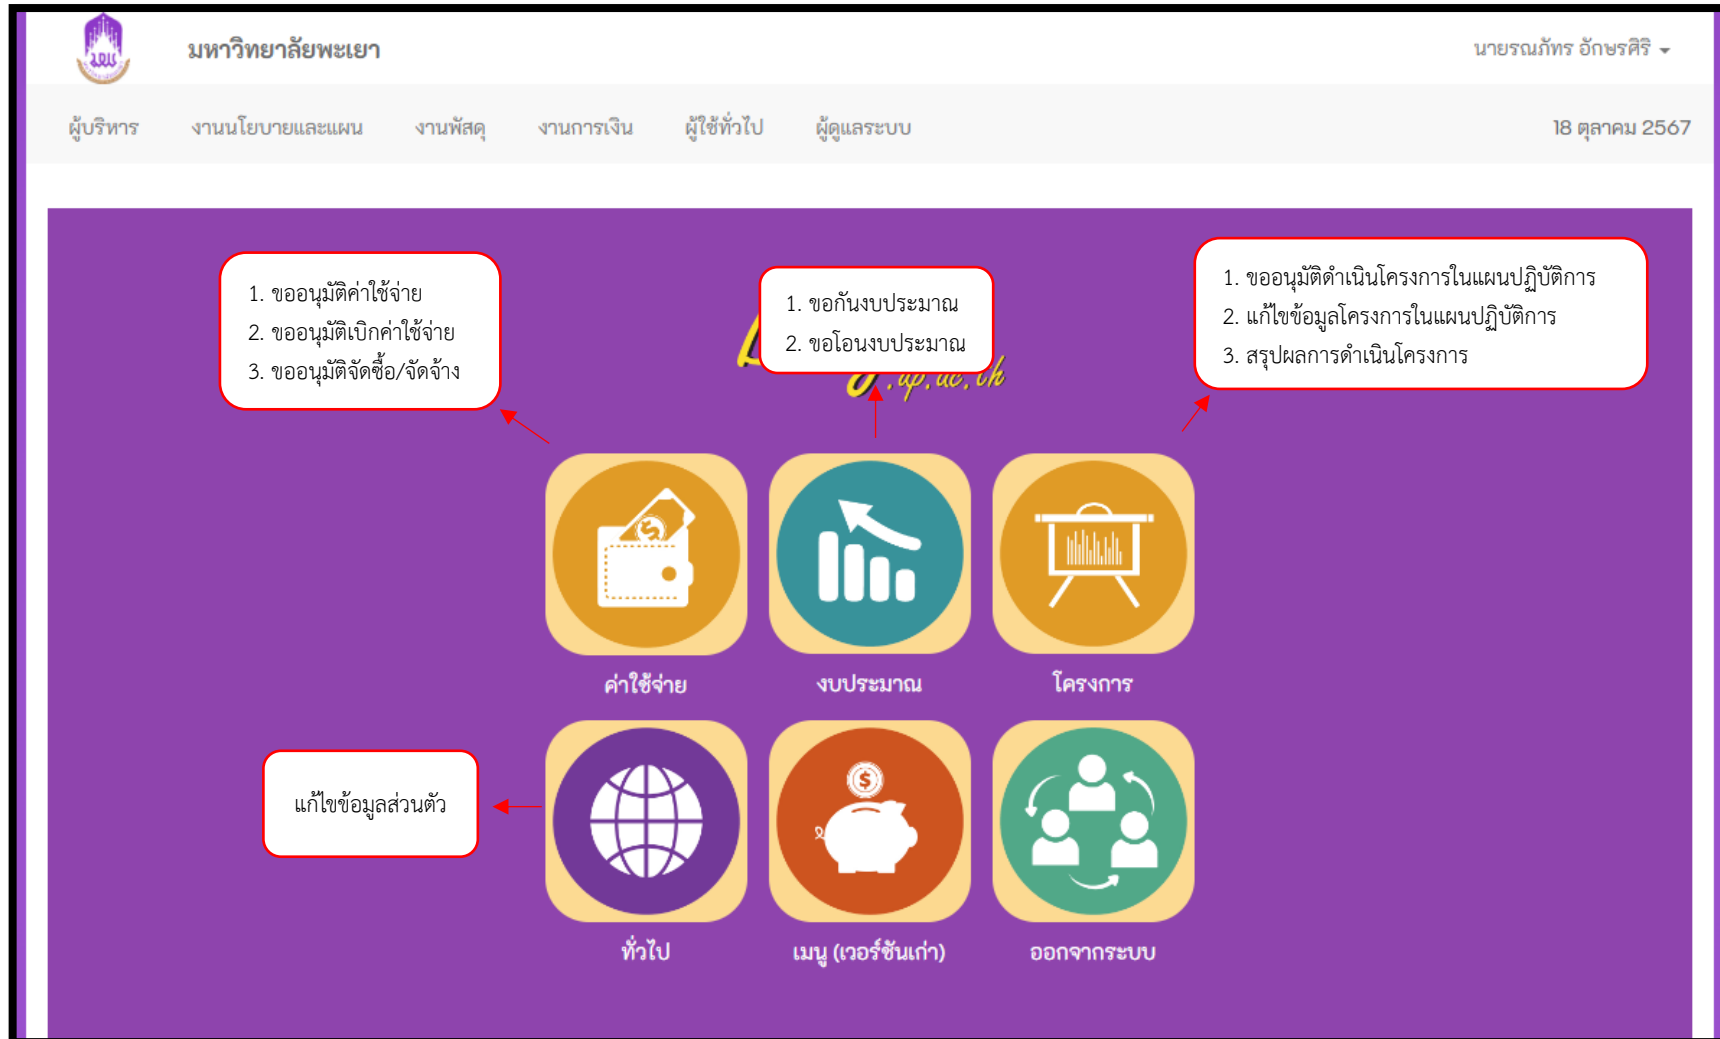 มหาวิทยาลัยพะเยา
นายรณภัทร อักษรศิริ
ผู้บริหาร งานนโยบายและแผน งานพัสดุ งานการเงิน ผู้ใช้ทั่วไป ผู้ดูแลระบบ 18 ตุลาคม 2567
1. ขออนุมัติค่าใช้จ่าย
2. ขออนุมัติเบิกค่าใช้จ่าย
3. ขออนุมัติจัดซื้อ/จัดจ้าง
1. ขอกันงบประมาณ
2. ขอโอนงบประมาณ
1. ขออนุมัติดำเนินโครงการในแผนปฏิบัติการ
2. แก้ไขข้อมูลโครงการในแผนปฏิบัติการ
3. สรุปผลการดำเนินโครงการ
.up.ac.th
ค่าใช้จ่าย งบประมาณ โครงการ
แก้ไขข้อมูลส่วนตัว
ทั่วไป เมนู (เวอร์ชันเก่า) ออกจากระบบ